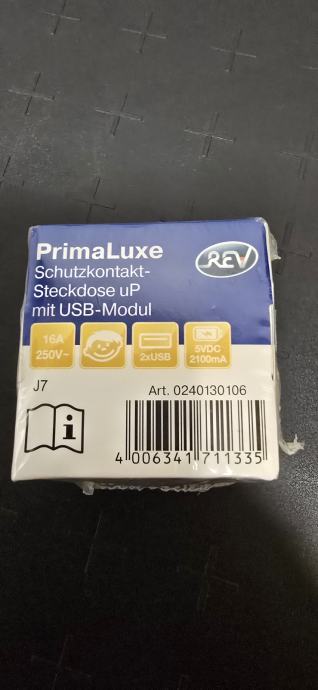 PrimaLuxe
REV
Schutzkontakt-
Steckdose uP
mit USB-Modul
16A
250V~
2xUSB
5VDC
2100mA
J7
Art. 0240130106
i
4 006341 711335